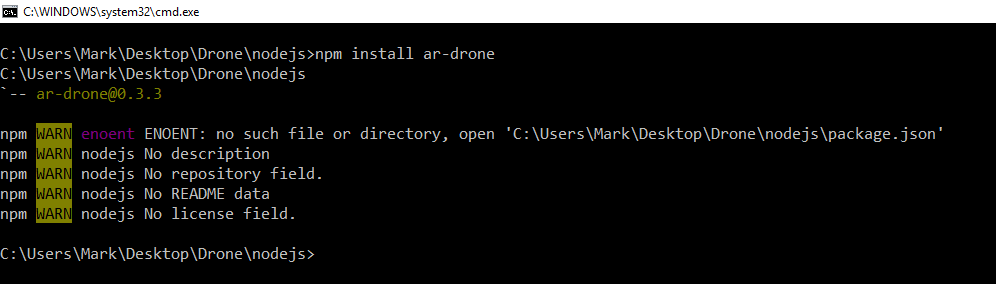 C:\WINDOWS\system32\cmd.exe
C:\Users\Mark\Desktop\Drone\nodejs>npm install ar-drone
C:\Users\Mark\Desktop\Drone\nodejs
`-- ar-drone@0.3.3
npm WARN enoent ENOENT: no such file or directory, open 'C:\Users\Mark\Desktop\Drone\nodejs\package.json'
npm WARN nodejs No description
npm WARN nodejs No repository field.
npm WARN nodejs No README data
npm WARN nodejs No license field.
C:\Users\Mark\Desktop\Drone\nodejs>